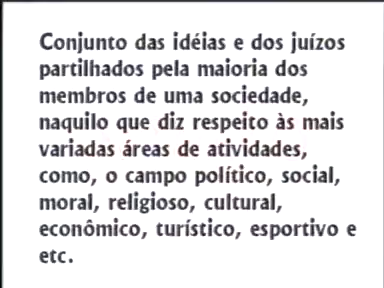 Conjunto das idéias e dos juízos
partilhados pela maioria dos
membros de uma sociedade,
naquilo que diz respeito às mais
variadas áreas de atividades,
como, o campo político, social,
moral, religioso, cultural,
econômico, turístico, esportivo e
etc.